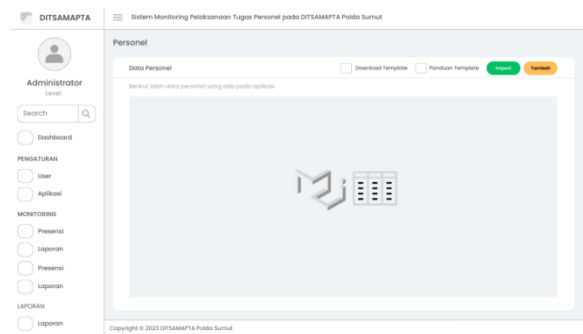 DITSAMAPTA
Sistem Monitoring Pelaksanaan Tugas Personel pada DITSAMAPTA Polda Sumut
Administrator
Level
Search
Dashboard
PENGATURAN
User
Aplikasi
MONITORING
Presensi
Laporan
Presensi
Laporan
LAPORAN
Laporan
Personel
Data Personel
Download Template
Panduan Template
Import
Tambah
Berikut ialah data personel yang ada pada aplikasi
Copyright © 2023 DITSAMAPTA Polda Sumut